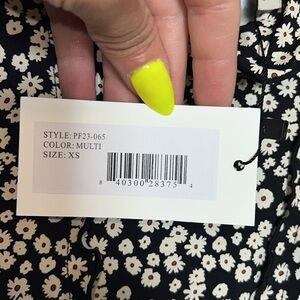 STYLE: PF23-065
COLOR: MULTI
SIZE: XS
8 40300 28375 4